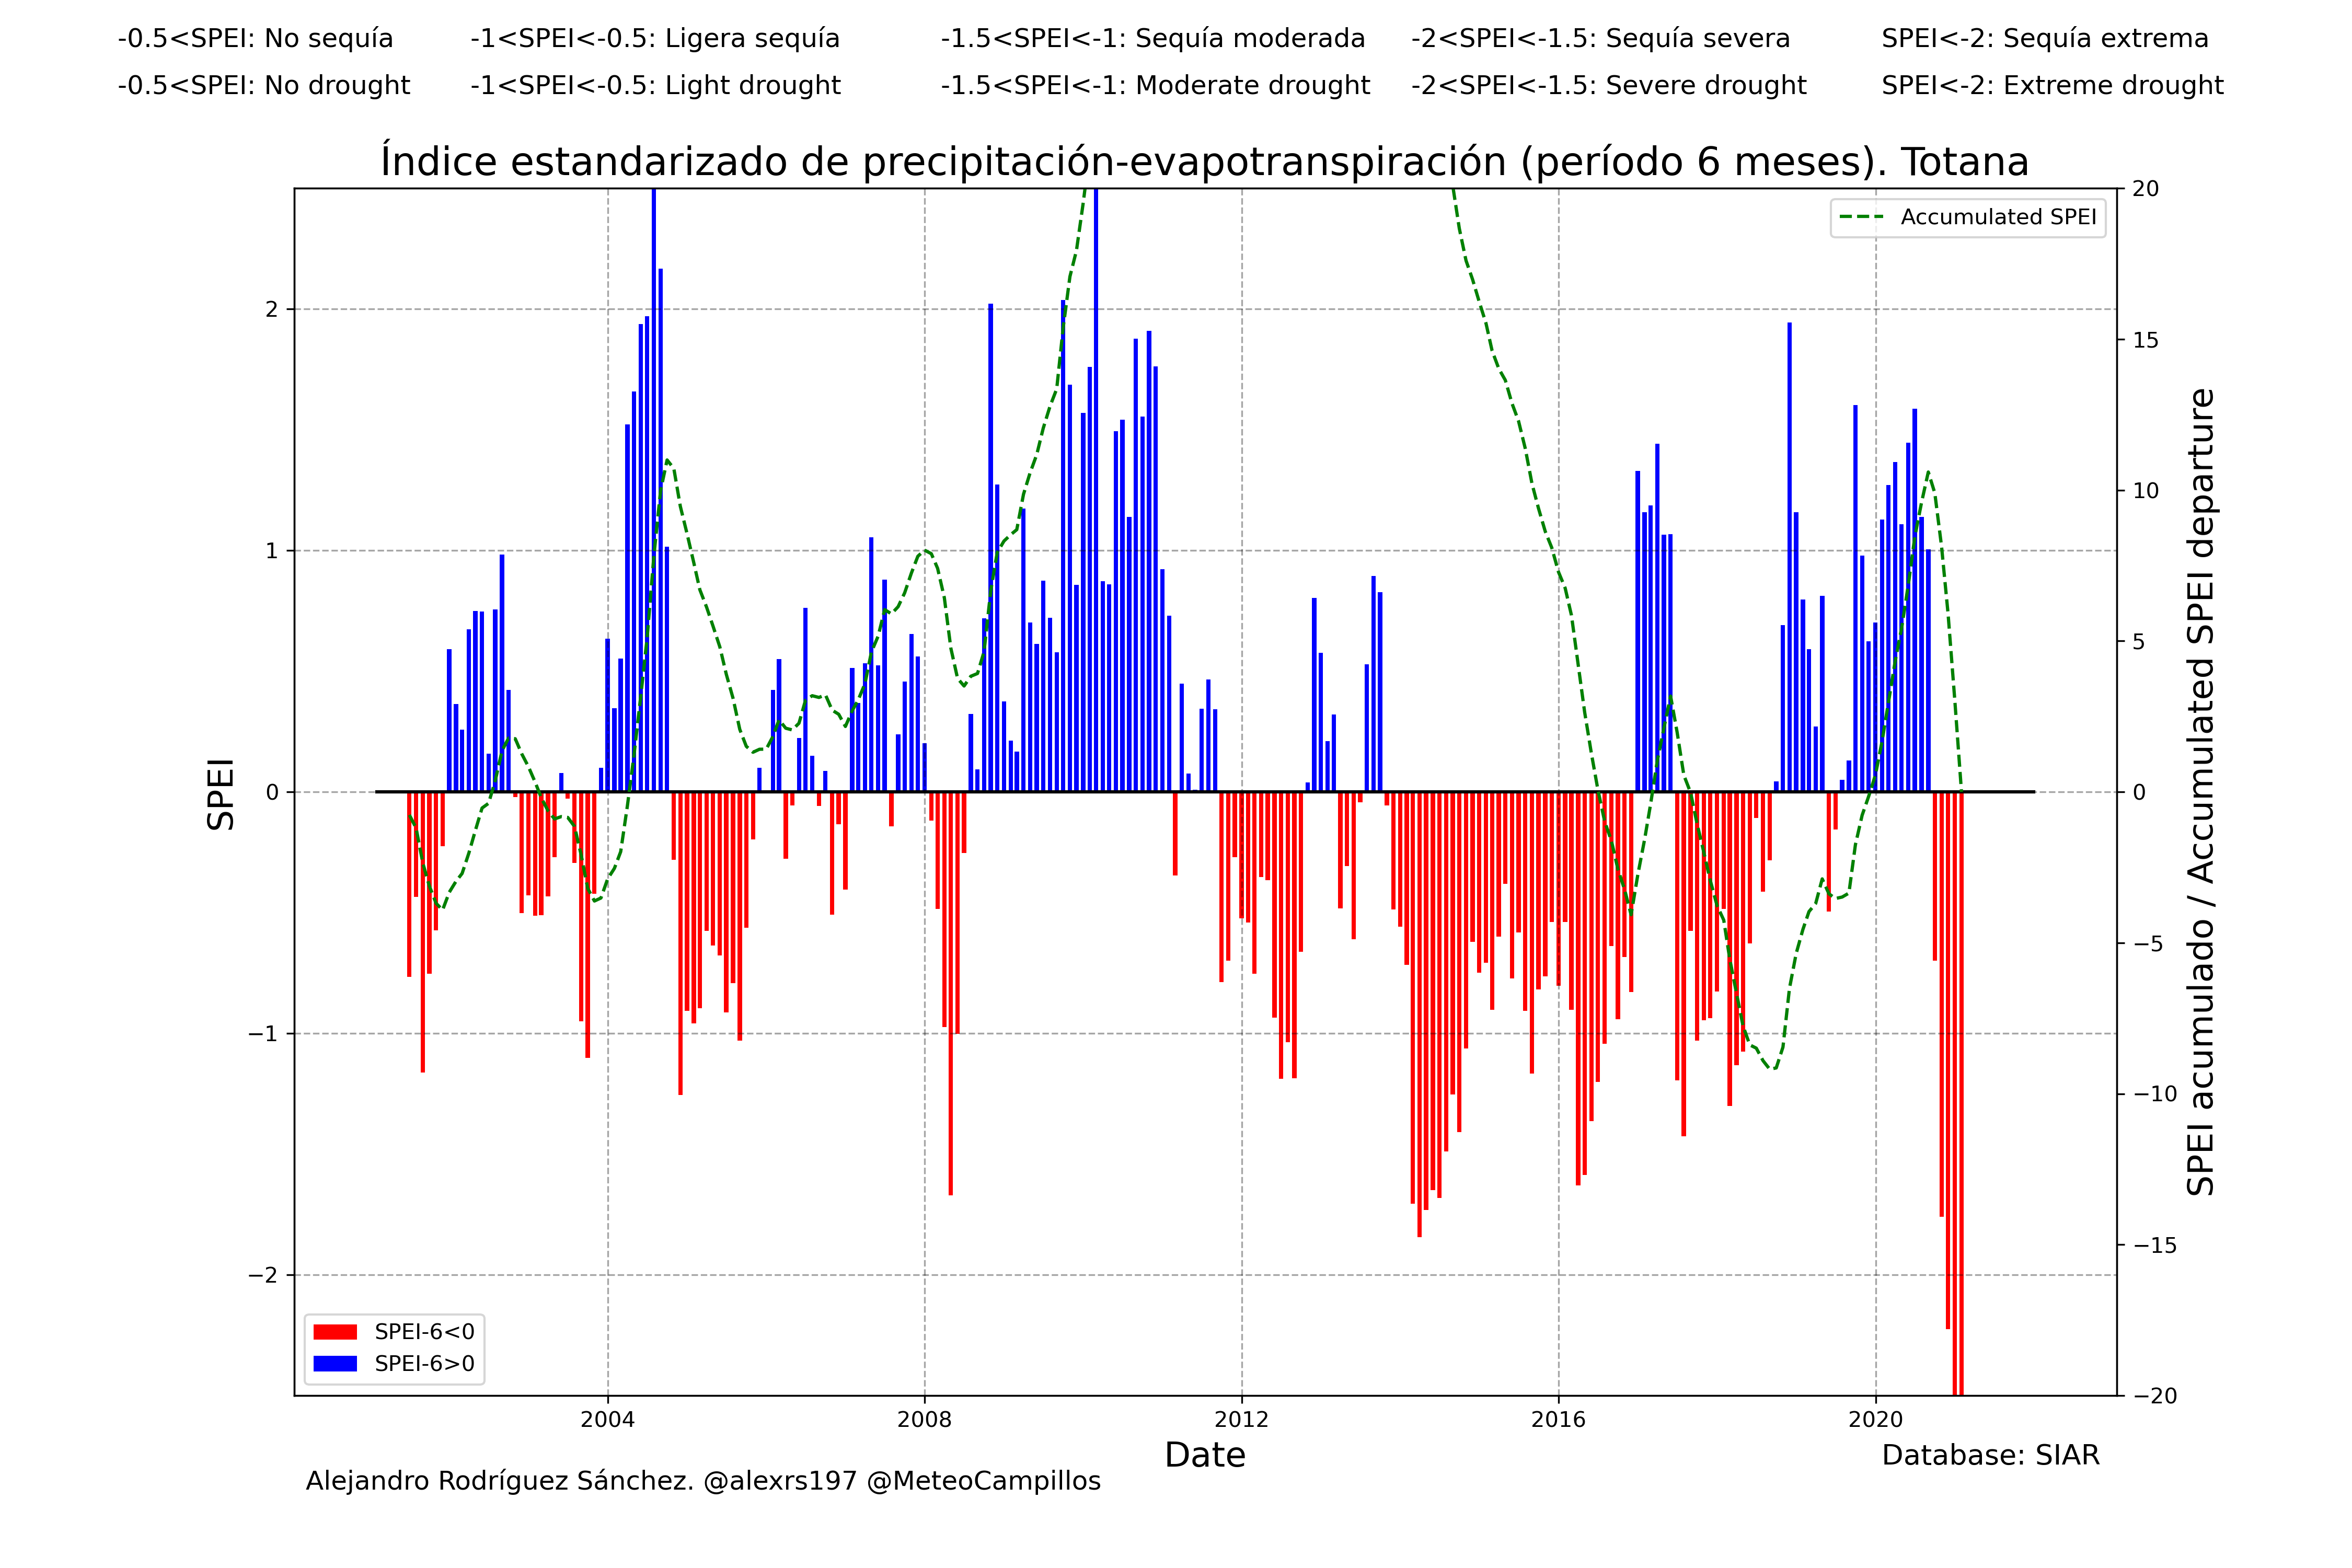 -0.5<SPEI: No sequía -1<SPEI<-0.5: Ligera sequía -1.5<SPEI<-1: Sequía moderada -2<SPEI<-1.5: Sequía severa SPEI<-2: Sequía extrema
-0.5<SPEI: No drought -1<SPEI<-0.5: Light drought -1.5<SPEI<-1: Moderate drought -2<SPEI<-1.5: Severe drought SPEI<-2: Extreme drought
Índice estandarizado de precipitación-evapotranspiración (período 6 meses). Totana
Accumulated SPEI
SPEI
2
1
0
−1
−2
20
15
10
5
0
−5
−10
−15
−20
SPEI acumulado / Accumulated SPEI departure
SPEI-6<0
SPEI-6>0
2004 2008 2012 2016 2020
Date
Database: SIAR
Alejandro Rodríguez Sánchez. @alexrs197 @MeteoCampillos